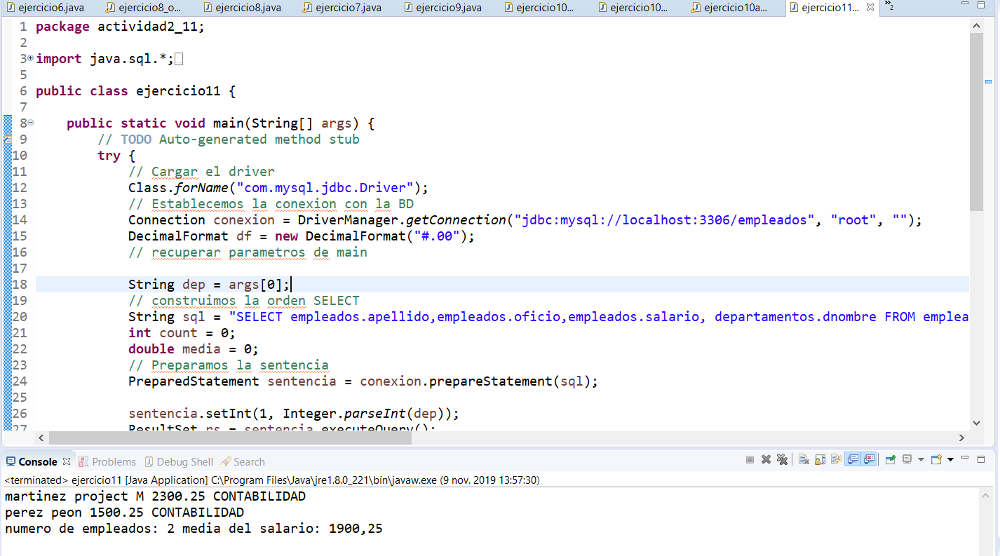 ejercicio6.java ejercicio8_o... ejercicio8.java ejercicio7.java ejercicio9.java ejercicio10... ejercicio10... ejercicio10a... ejercicio11... »2
1 package actividad2_11;
2
3 import java.sql.*;
5
6 public class ejercicio11 {
7
8 public static void main(String[] args) {
9 // TODO Auto-generated method stub
10 try {
11 // Cargar el driver
12 Class.forName("com.mysql.jdbc.Driver");
13 // Establecemos la conexion con la BD
14 Connection conexion = DriverManager.getConnection("jdbc:mysql://localhost:3306/empleados", "root", "");
15 DecimalFormat df = new DecimalFormat("#.00");
16 // recuperar parametros de main
17
18 String dep = args[0];
19 // construimos la orden SELECT
20 String sql = "SELECT empleados.apellido,empleados.oficio,empleados.salario, departamentos.dnombre FROM emplea
21 int count = 0;
22 double media = 0;
23 // Preparamos la sentencia
24 PreparedStatement sentencia = conexion.prepareStatement(sql);
25
26 sentencia.setInt(1, Integer.parseInt(dep));
27 ResultSet rs = sentencia.executeQuery();
Console Problems Debug Shell Search
<terminated> ejercicio11 [Java Application] C:\Program Files\Java\jre1.8.0_221\bin\javaw.exe (9 nov. 2019 13:57:30)
martinez project M 2300.25 CONTABILIDAD
perez peon 1500.25 CONTABILIDAD
numero de empleados: 2 media del salario: 1900,25